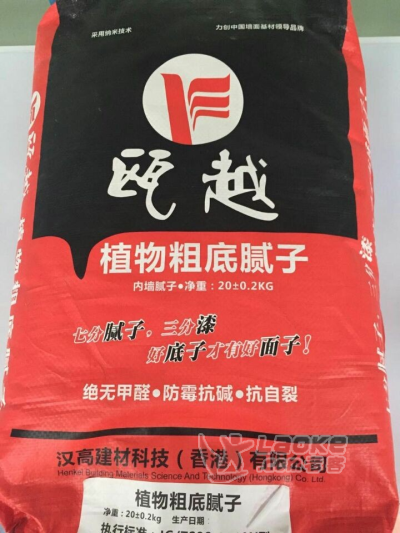 采用纳米技术
力创中国墙面基材领导品牌
瓯越
植物粗底腻子
内墙腻子●净重：20±0.2KG
七分腻子，三分漆
好底子才有好面子！
绝无甲醛·防霉抗碱·抗自裂
汉高建材科技（香港）有限公司
Henkel Building Materials Science And Technology (Hongkong) Co. Ltd
植物粗底腻子
净重：20±0.2kg 生产日期：
执行标准：